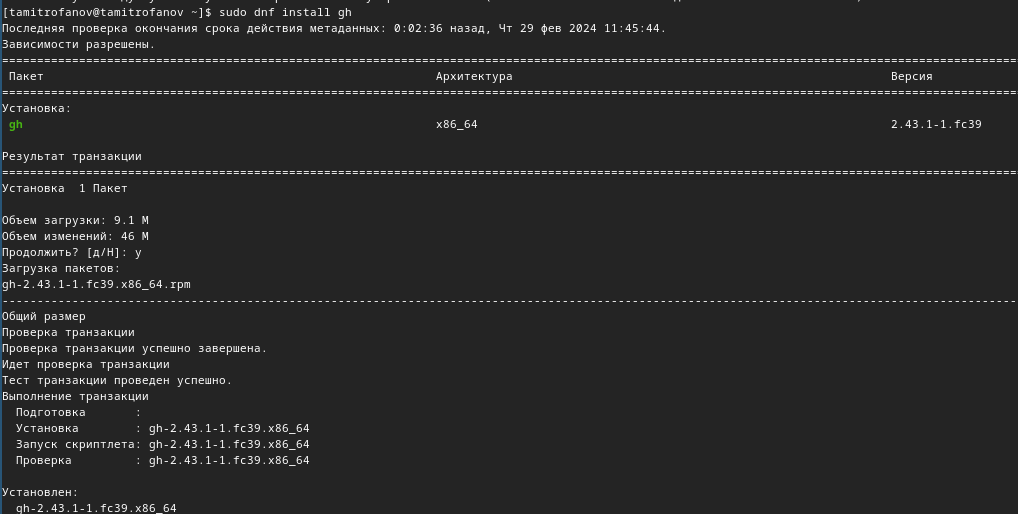 [tamitrofanov@tamitrofanov ~]$ sudo dnf install gh
Последняя проверка окончания срока действия метаданных: 0:02:36 назад, Чт 29 фев 2024 11:45:44.
Зависимости разрешены.
Пакет Архитектура Версия
Установка:
gh x86_64 2.43.1-1.fc39
Результат транзакции
Установка 1 Пакет
Объем загрузки: 9.1 M
Объем изменений: 46 M
Продолжить? [д/Н]: y
Загрузка пакетов:
gh-2.43.1-1.fc39.x86_64.rpm
Общий размер
Проверка транзакции
Проверка транзакции успешно завершена.
Идет проверка транзакции
Тест транзакции проведен успешно.
Выполнение транзакции
Подготовка :
Установка : gh-2.43.1-1.fc39.x86_64
Запуск скриптлета: gh-2.43.1-1.fc39.x86_64
Проверка : gh-2.43.1-1.fc39.x86_64
Установлен:
gh-2.43.1-1.fc39.x86_64